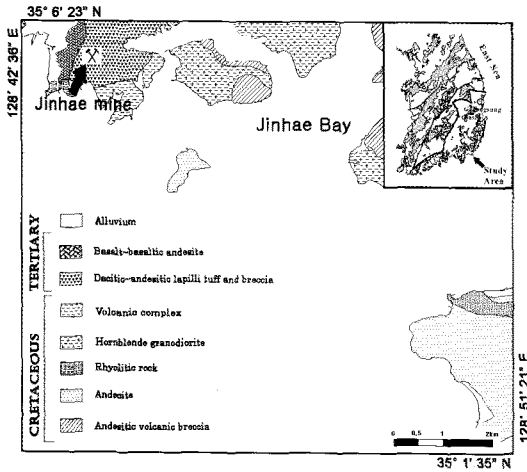 35° 6' 23" N
128° 42' 36" E
Jinhae mine
Jinhae Bay
East Sea
Study
Area
Alluvium
TERTIARY
Basalt-basaltic andesite
Dacitic-andesitic lapilli tuff and breccia
CRETACEOUS
Volcanic complex
Hornblende granodiorite
Rhyolitic rock
Andesite
Andesitic volcanic breccia
0 0.5 1 2km
128° 51' 21" E
35° 1' 35" N